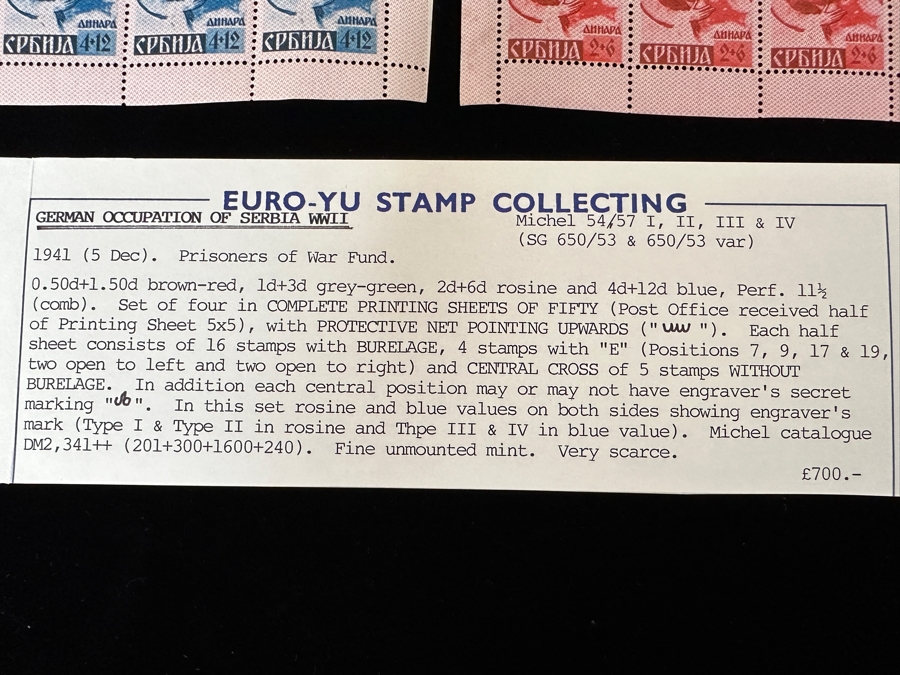 ДИНАРА ДИНАРА ДИНАРА
СРБИЈА 4+12 СРБИЈА 4+12 СРБИЈА 4+12
ДИНАРА ДИНАРА ДИНАРА
СРБИЈА 2+6 СРБИЈА 2+6 СРБИЈА 2+6
EURO-YU STAMP COLLECTING
GERMAN OCCUPATION OF SERBIA WWII
Michel 54/57 I, II, III & IV
(SG 650/53 & 650/53 var)
1941 (5 Dec). Prisoners of War Fund.
0.50d+1.50d brown-red, 1d+3d grey-green, 2d+6d rosine and 4d+12d blue, Perf. 11½
(comb). Set of four in COMPLETE PRINTING SHEETS OF FIFTY (Post Office received half
of Printing Sheet 5x5), with PROTECTIVE NET POINTING UPWARDS (" "). Each half
sheet consists of 16 stamps with BURELAGE, 4 stamps with "E" (Positions 7, 9, 17 & 19,
two open to left and two open to right) and CENTRAL CROSS of 5 stamps WITHOUT
BURELAGE. In addition each central position may or may not have engraver's secret
marking " ". In this set rosine and blue values on both sides showing engraver's
mark (Type I & Type II in rosine and Thpe III & IV in blue value). Michel catalogue
DM2,341++ (201+300+1600+240). Fine unmounted mint. Very scarce.
£700.-